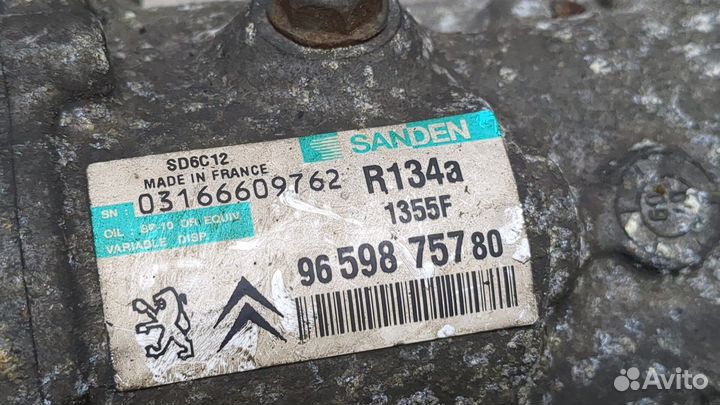 SANDEN
SD6C12
MADE IN FRANCE
SN: 03166609762
R134a
1355F
OIL: SP-10 OR EQUIV.
VARIABLE DISP.
96 598 757 80
Avito